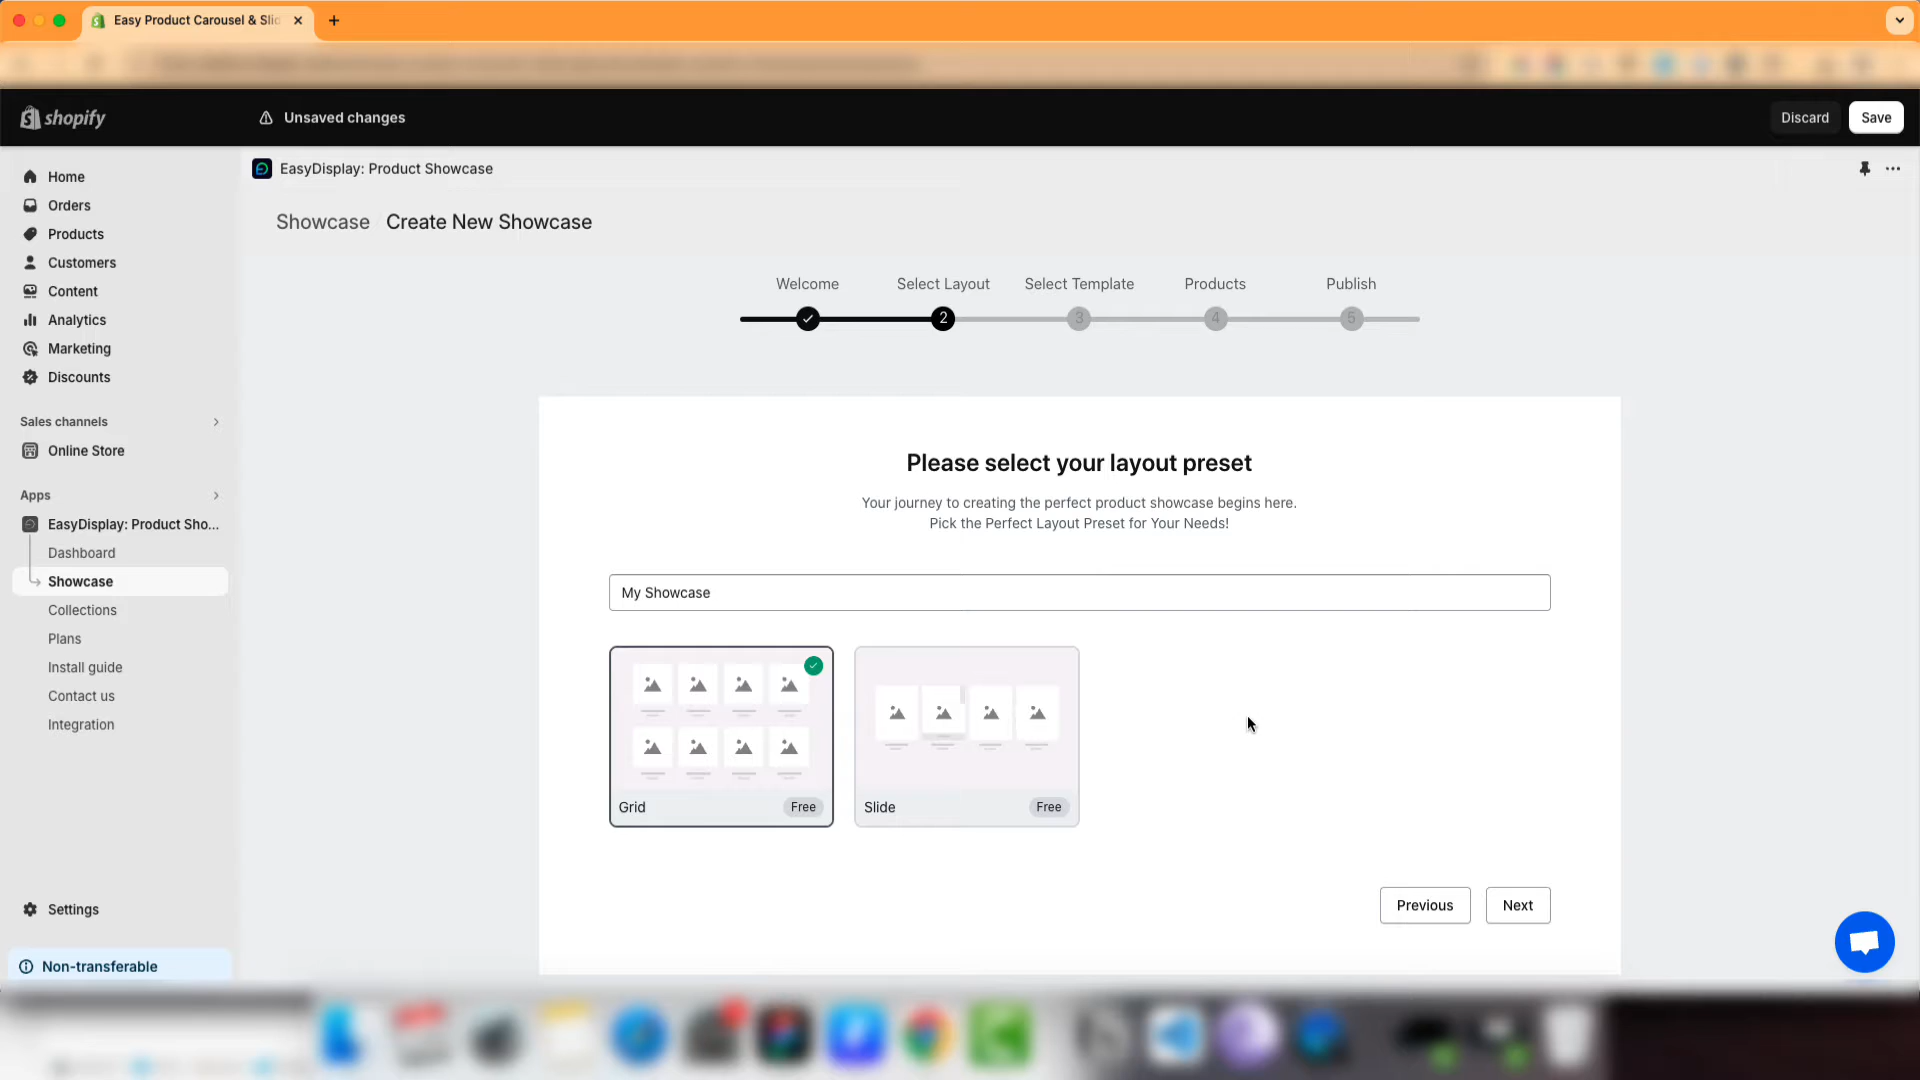 Easy Product Carousel & Slid
shopify
Unsaved changes
Discard
Save
Home
Orders
Products
Customers
Content
Analytics
Marketing
Discounts
Sales channels
Online Store
Apps
EasyDisplay: Product Sho...
Dashboard
Showcase
Collections
Plans
Install guide
Contact us
Integration
Settings
Non-transferable
EasyDisplay: Product Showcase
Showcase Create New Showcase
Welcome Select Layout Select Template Products Publish
2 3 4 5
Please select your layout preset
Your journey to creating the perfect product showcase begins here.
Pick the Perfect Layout Preset for Your Needs!
My Showcase
Grid Free
Slide Free
Previous
Next